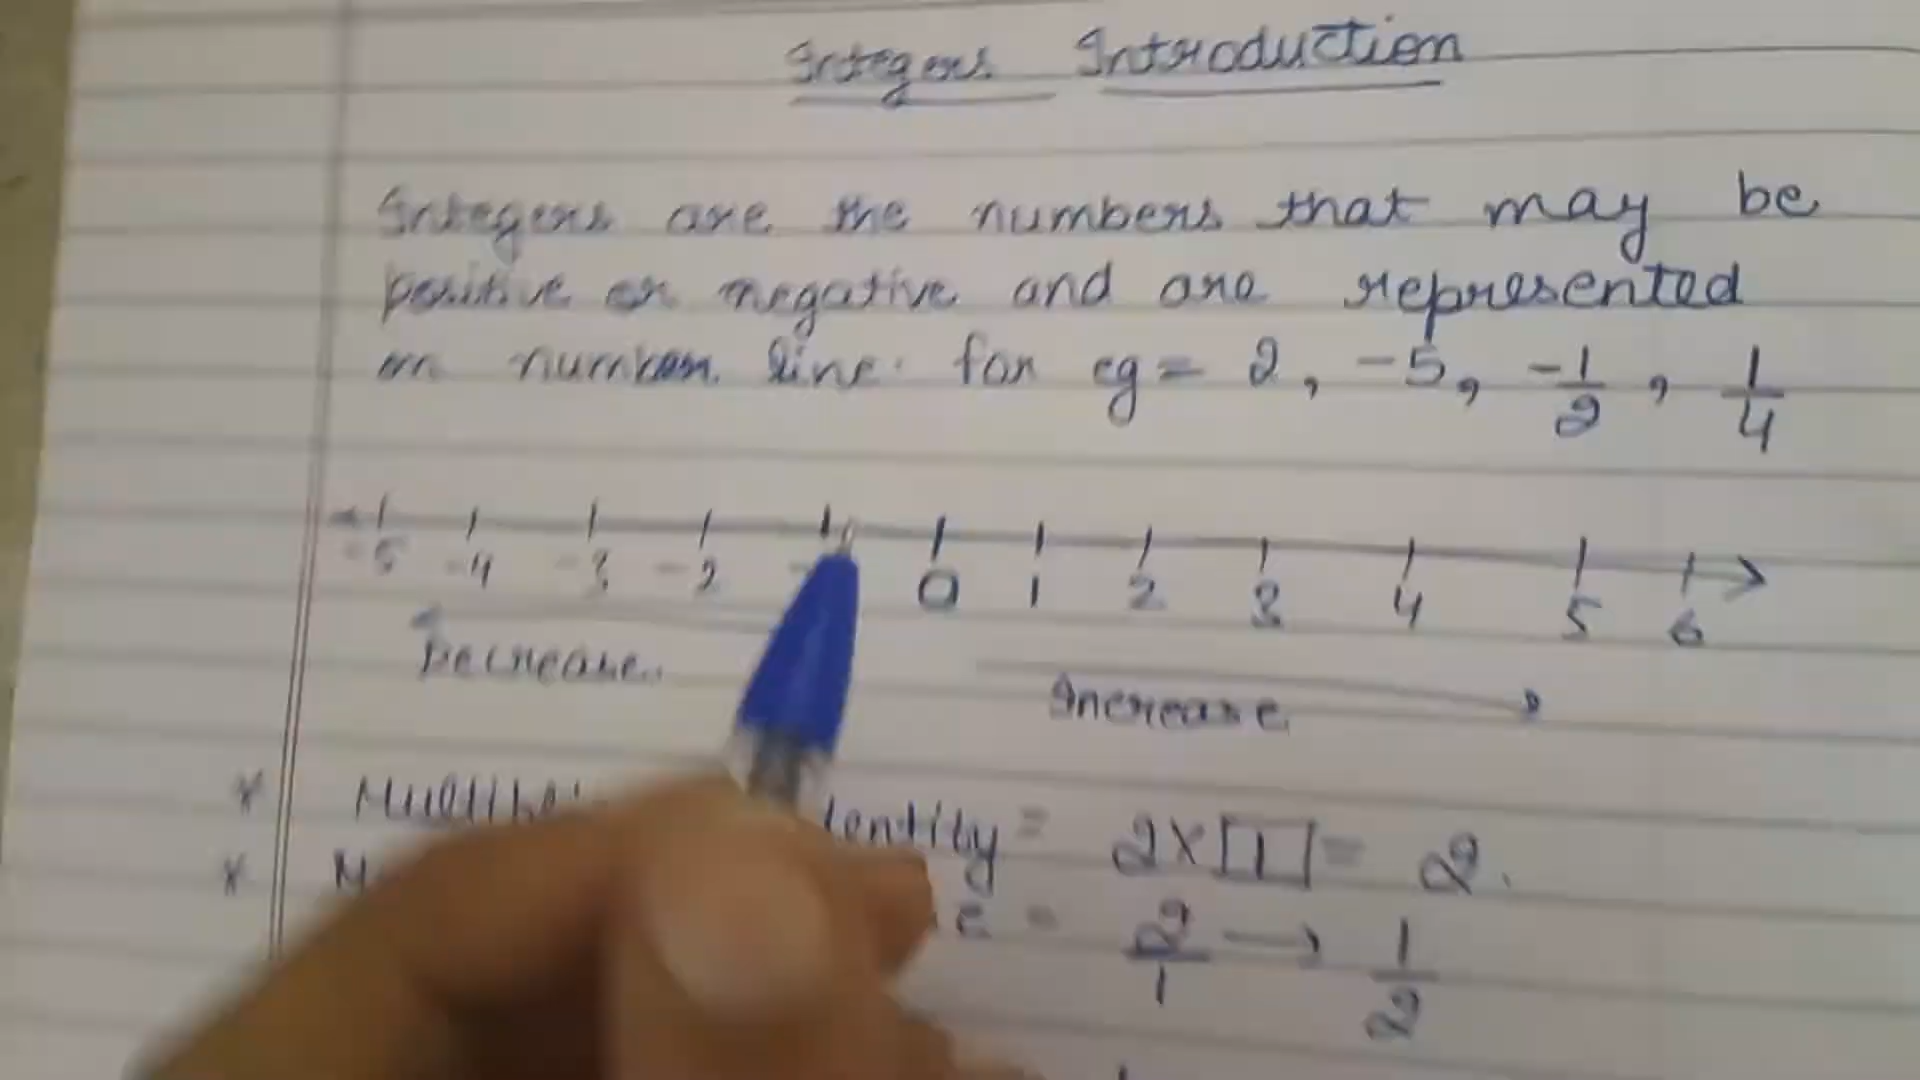 Integers Introduction
Integers are the numbers that may be
positive or negative and are represented
on number line. for eg = 2, -5, -1/2, 1/4
-5 -4 -3 -2 0 1 2 3 4 5 6
Decrease
Increase
* = 2 x [1] = 2.
* = 2/1 → 1/2